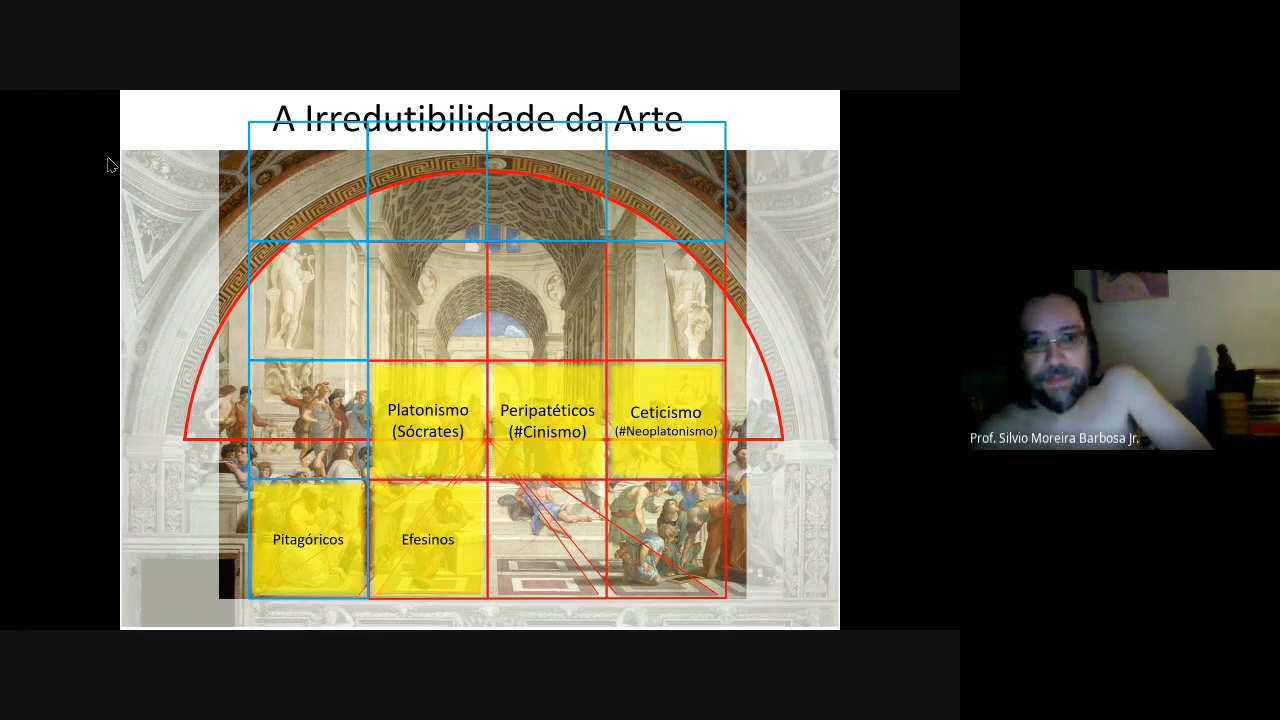 A Irredutibilidade da Arte
Platonismo
(Sócrates)
Peripatéticos
(#Cinismo)
Ceticismo
(#Neoplatonismo)
Pitagóricos
Efesinos
Prof. Silvio Moreira Barbosa Jr.